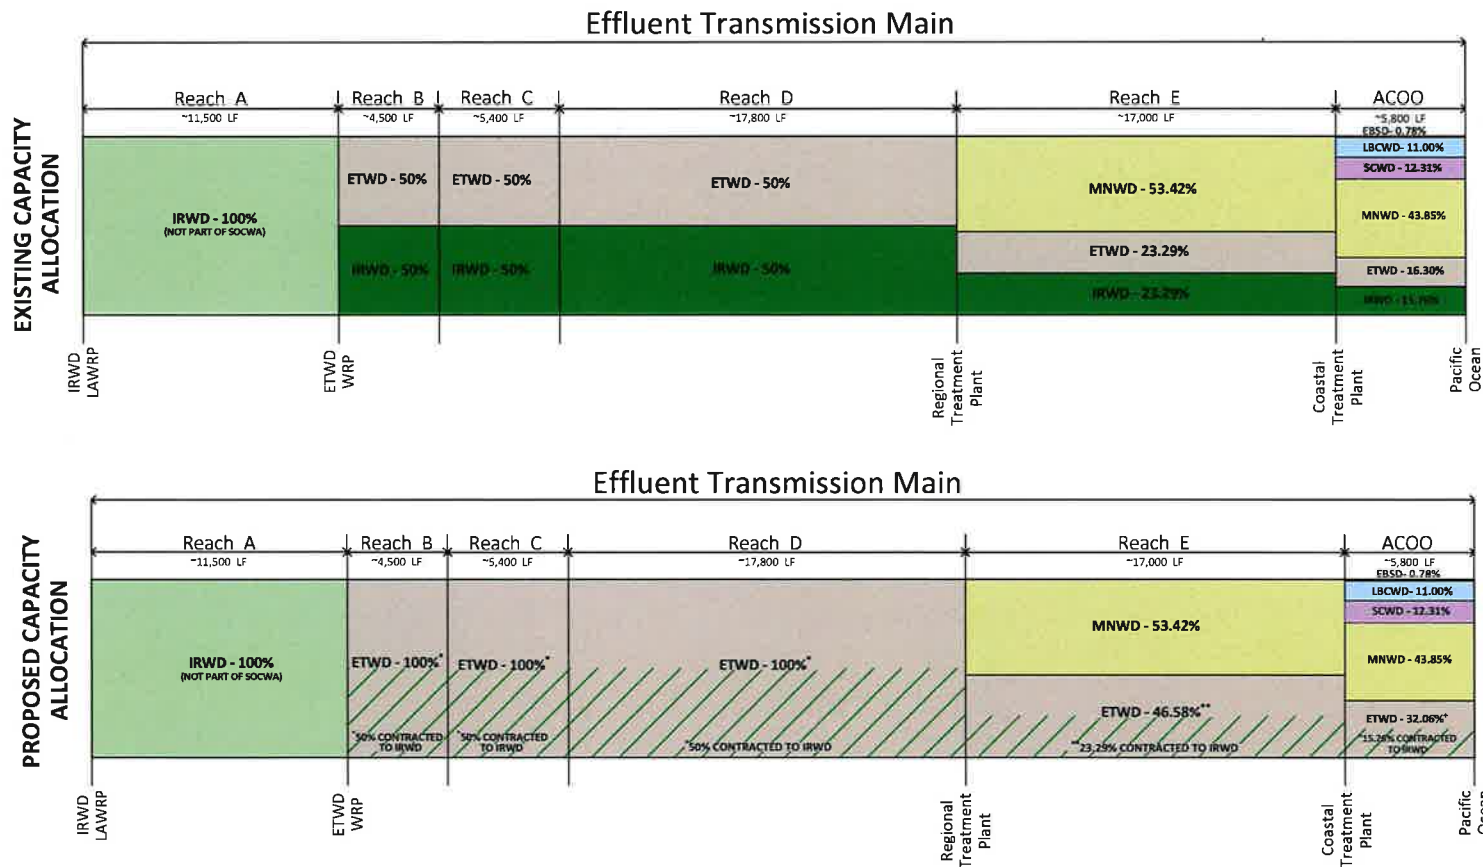 Effluent Transmission Main
Reach A
~11,500 LF
Reach B
~4,500 LF
Reach C
~5,400 LF
Reach D
~17,800 LF
Reach E
~17,000 LF
ACOO
~5,800 LF
EXISTING CAPACITY
ALLOCATION
IRWD - 100%
(NOT PART OF SOCWA)
ETWD - 50%
IRWD - 50%
ETWD - 50%
IRWD - 50%
ETWD - 50%
IRWD - 50%
MNWD - 53.42%
ETWD - 23.29%
IRWD - 23.29%
EBSD- 0.78%
LBCWD- 11.00%
SCWD - 12.31%
MNWD - 43.85%
ETWD - 16.30%
IRWD - 15.76%
IRWD
LAWRP
ETWD
WRP
Regional
Treatment
Plant
Coastal
Treatment
Plant
Pacific
Ocean
Effluent Transmission Main
Reach A
~11,500 LF
Reach B
~4,500 LF
Reach C
~5,400 LF
Reach D
~17,800 LF
Reach E
~17,000 LF
ACOO
~5,800 LF
PROPOSED CAPACITY
ALLOCATION
IRWD - 100%
(NOT PART OF SOCWA)
ETWD - 100%*
*50% CONTRACTED
TO IRWD
ETWD - 100%*
*50% CONTRACTED
TO IRWD
ETWD - 100%*
*50% CONTRACTED TO IRWD
MNWD - 53.42%
ETWD - 46.58%**
**23.29% CONTRACTED TO IRWD
EBSD- 0.78%
LBCWD- 11.00%
SCWD - 12.31%
MNWD - 43.85%
ETWD - 32.06%+
CONTRACTED
TO IRWD
IRWD
LAWRP
ETWD
WRP
Regional
Treatment
Plant
Coastal
Treatment
Plant
Pacific
Ocean